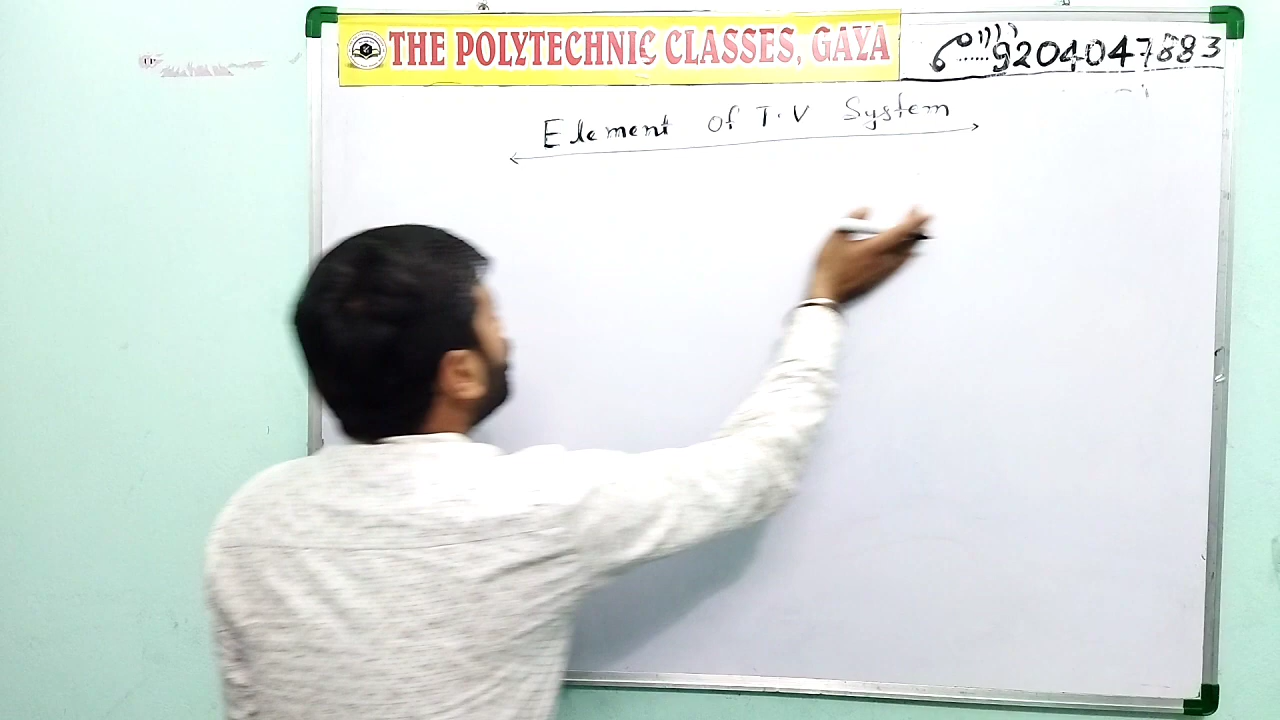 THE POLYTECHNIC CLASSES, GAYA
9204047883
Element of T.V System